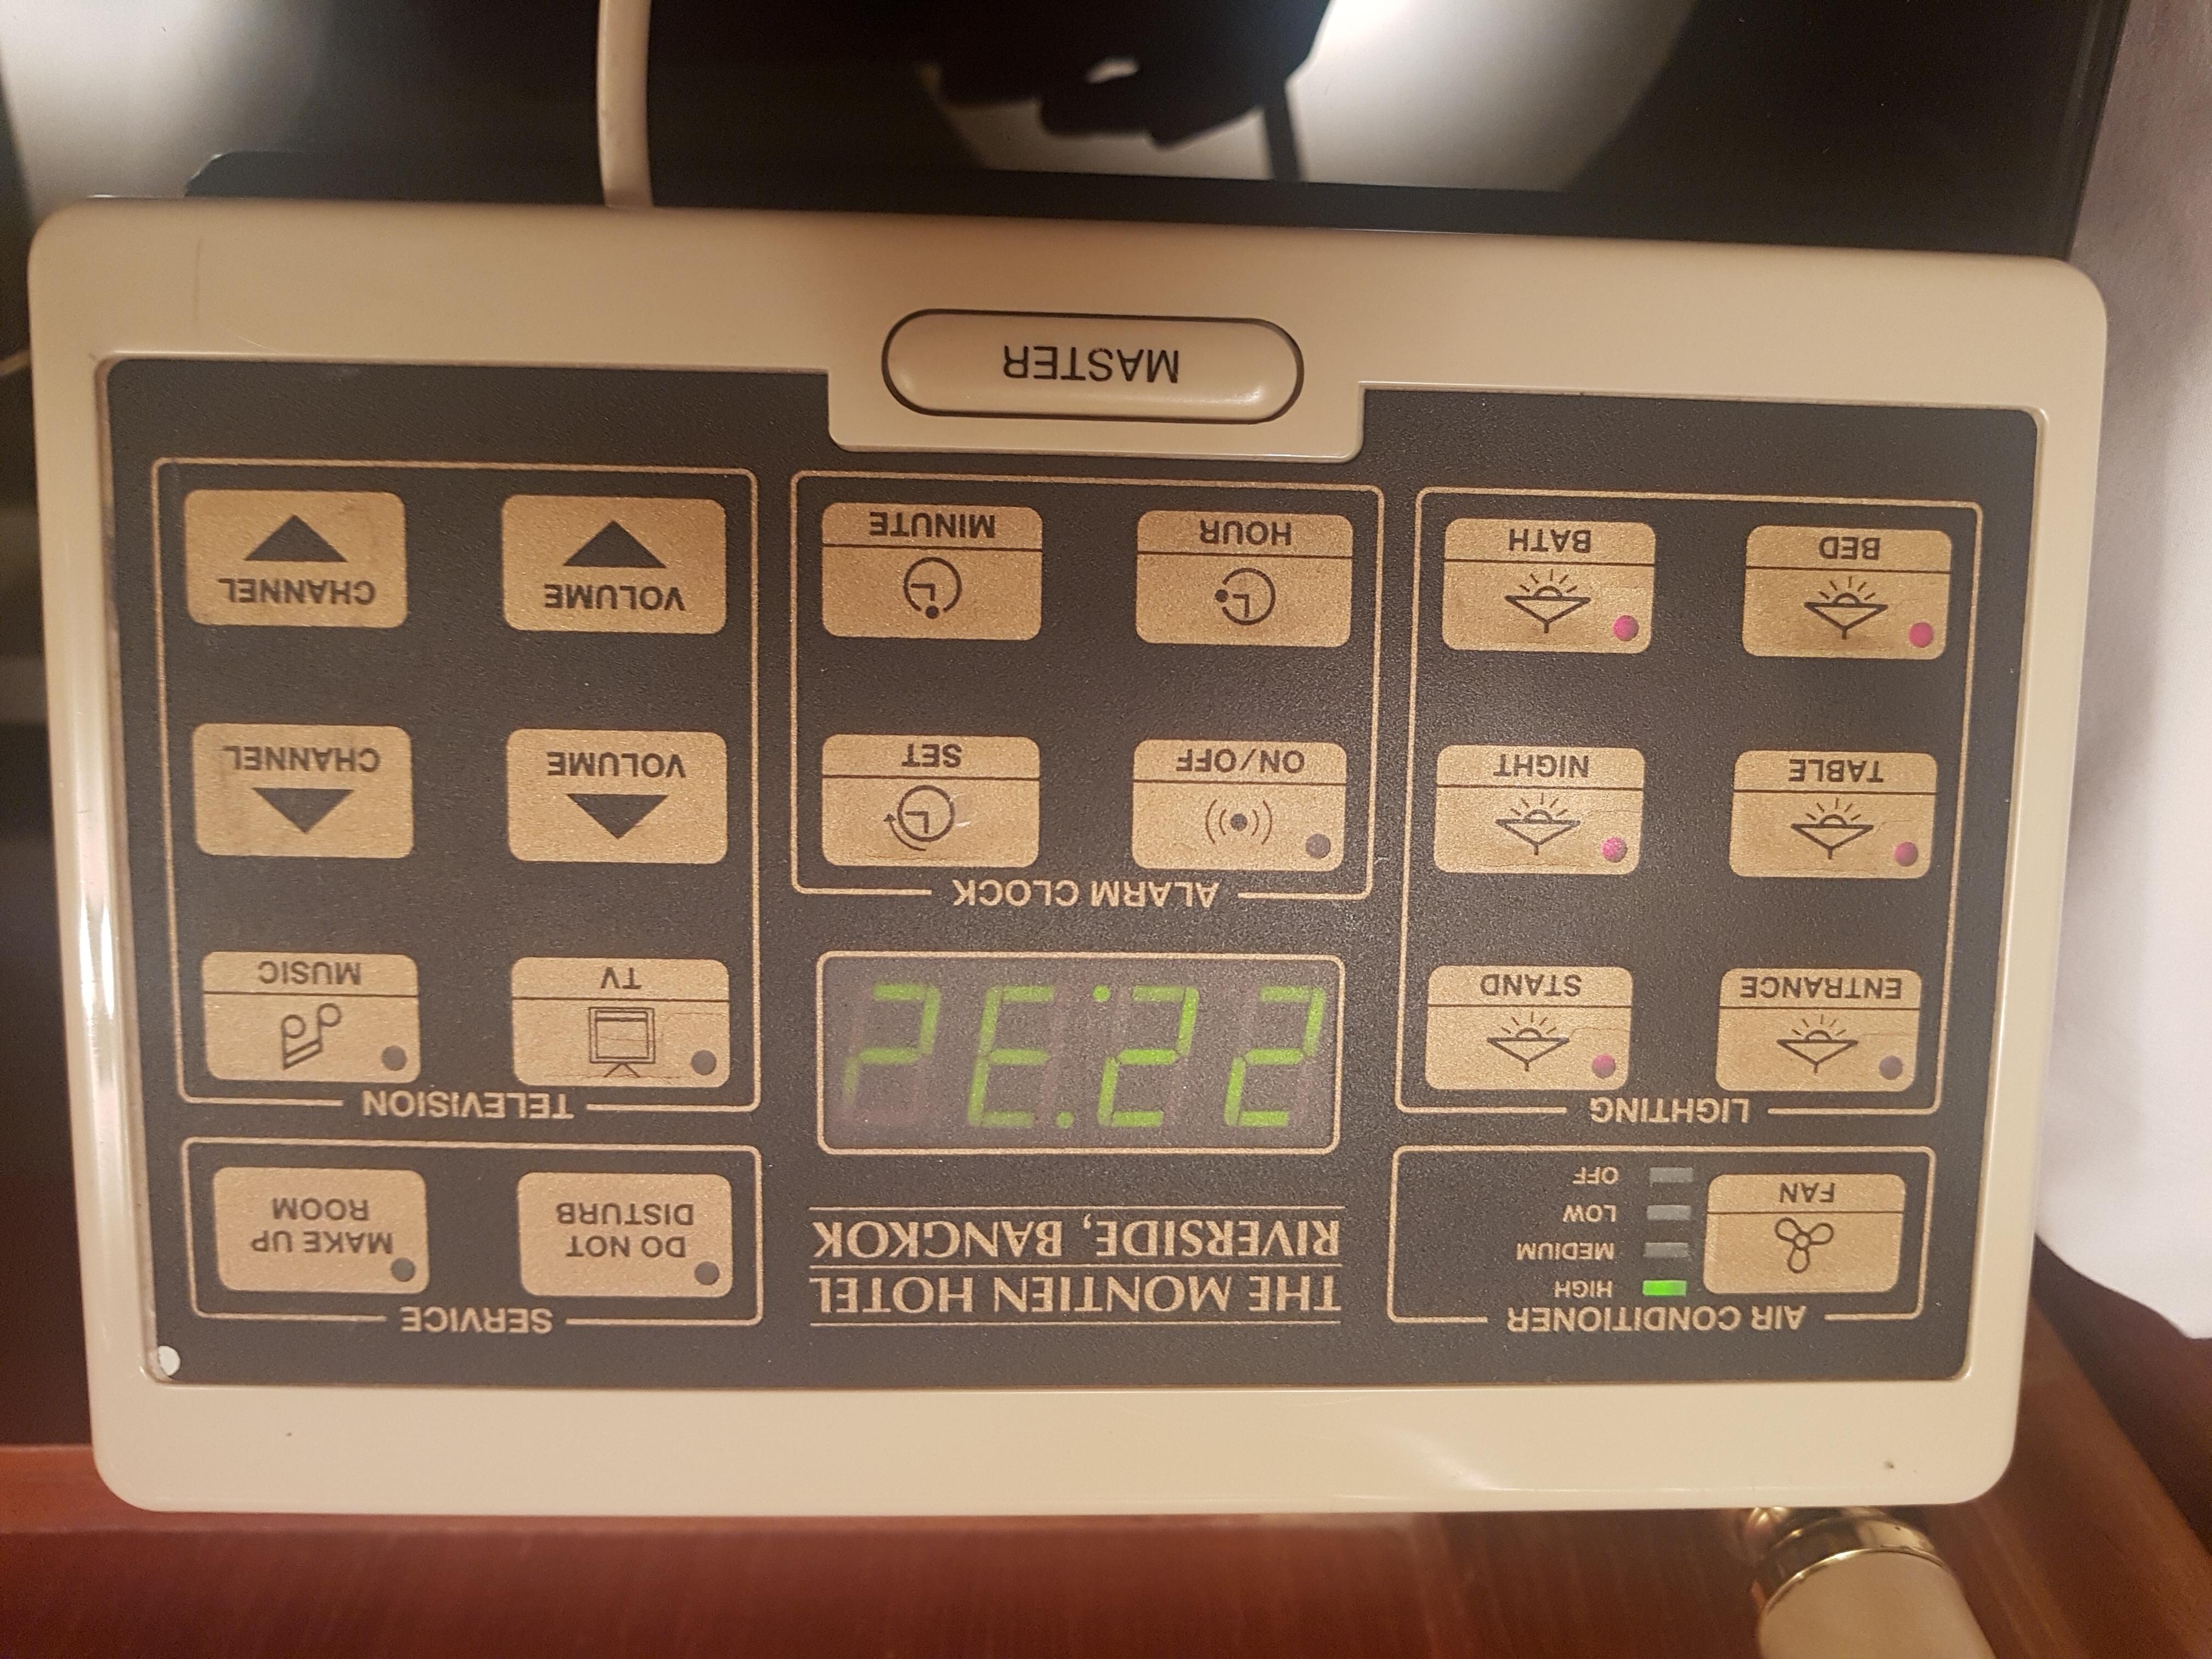 AIR CONDITIONER
FAN
HIGH
MEDIUM
LOW
OFF
THE MONTIEN HOTEL
RIVERSIDE, BANGKOK
SERVICE
DO NOT
DISTURB
MAKE UP
ROOM
22:32
LIGHTING
ENTRANCE
STAND
TABLE
NIGHT
BED
BATH
ALARM CLOCK
ON/OFF
SET
HOUR
MINUTE
TELEVISION
TV
MUSIC
VOLUME
CHANNEL
VOLUME
CHANNEL
MASTER